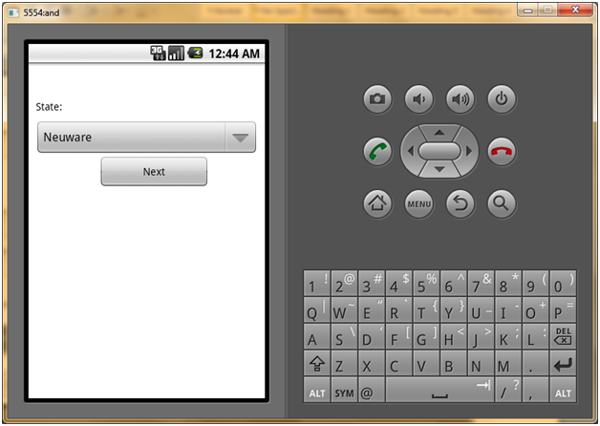 5554:and
3G
12:44 AM
State:
Neuware
Next
MENU
1 ! 2 @ 3 # 4 $ 5 % 6 ^ 7 & 8 * 9 ( 0 )
Q | W ~ E " R ` T { Y } U _ I - O + P =
A S \ D ' F [ G ] H < J > K ; L : DEL
Z X C V B N M .
ALT SYM @ / ? , ALT